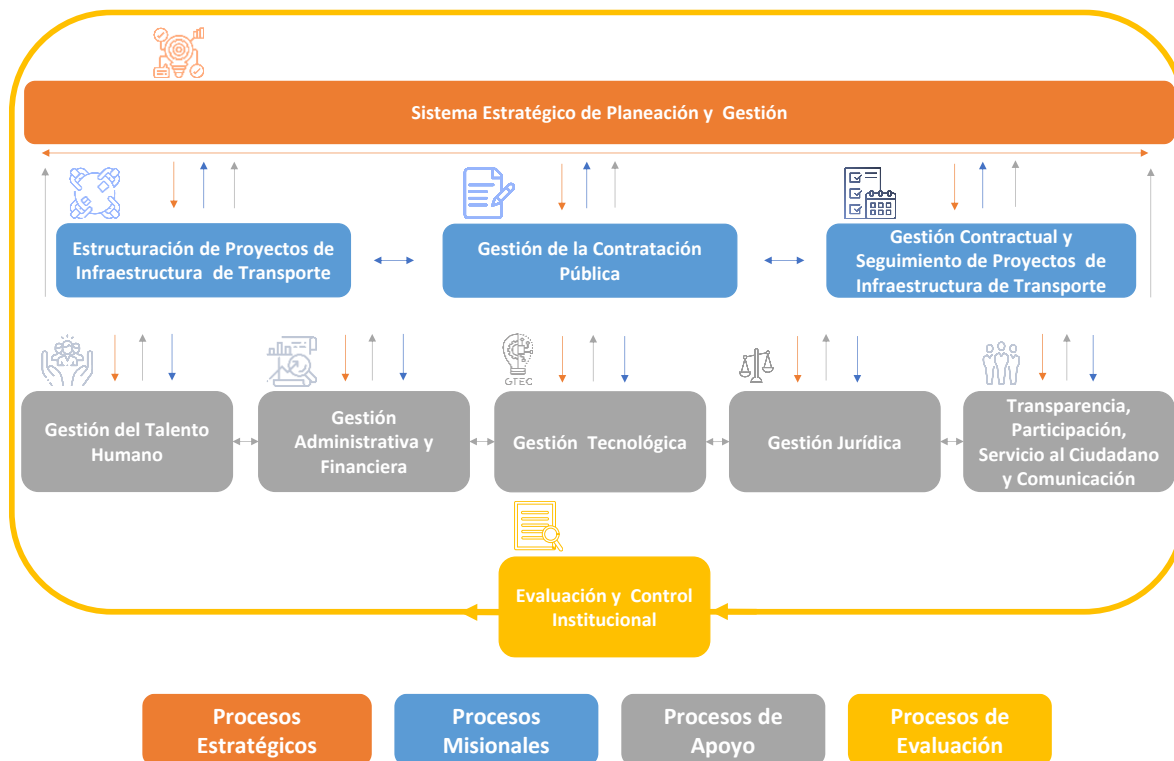 Sistema Estratégico de Planeación y Gestión
Estructuración de Proyectos de
Infraestructura de Transporte
Gestión de la Contratación
Pública
Gestión Contractual y
Seguimiento de Proyectos de
Infraestructura de Transporte
GTEC
Gestión del Talento
Humano
Gestión
Administrativa y
Financiera
Gestión Tecnológica
Gestión Jurídica
Transparencia,
Participación,
Servicio al Ciudadano
y Comunicación
Evaluación y Control
Institucional
Procesos
Estratégicos
Procesos
Misionales
Procesos de
Apoyo
Procesos de
Evaluación